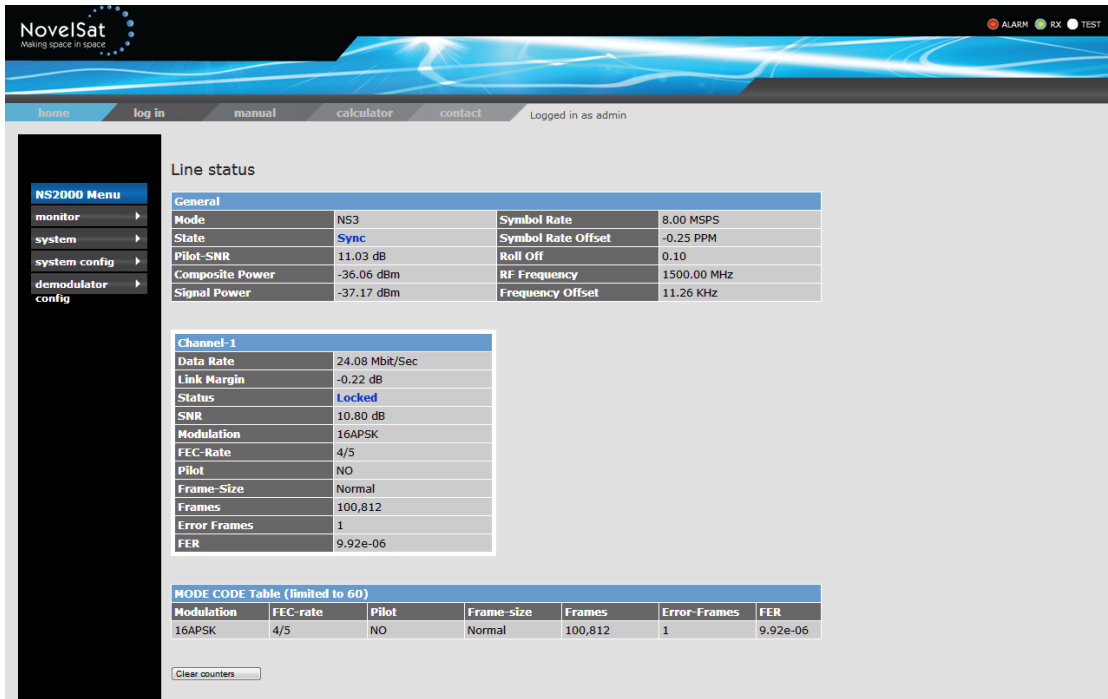 NovelSat
Making space in space
ALARM RX TEST
home log in manual calculator contact Logged in as admin
NS2000 Menu
monitor
system
system config
demodulator config
Line status
General
Mode NS3 Symbol Rate 8.00 MSPS
State Sync Symbol Rate Offset -0.25 PPM
Pilot-SNR 11.03 dB Roll Off 0.10
Composite Power -36.06 dBm RF Frequency 1500.00 MHz
Signal Power -37.17 dBm Frequency Offset 11.26 KHz
Channel-1
Data Rate 24.08 Mbit/Sec
Link Margin -0.22 dB
Status Locked
SNR 10.80 dB
Modulation 16APSK
FEC-Rate 4/5
Pilot NO
Frame-Size Normal
Frames 100,812
Error Frames 1
FER 9.92e-06
MODE CODE Table (limited to 60)
Modulation FEC-rate Pilot Frame-size Frames Error-Frames FER
16APSK 4/5 NO Normal 100,812 1 9.92e-06
Clear counters